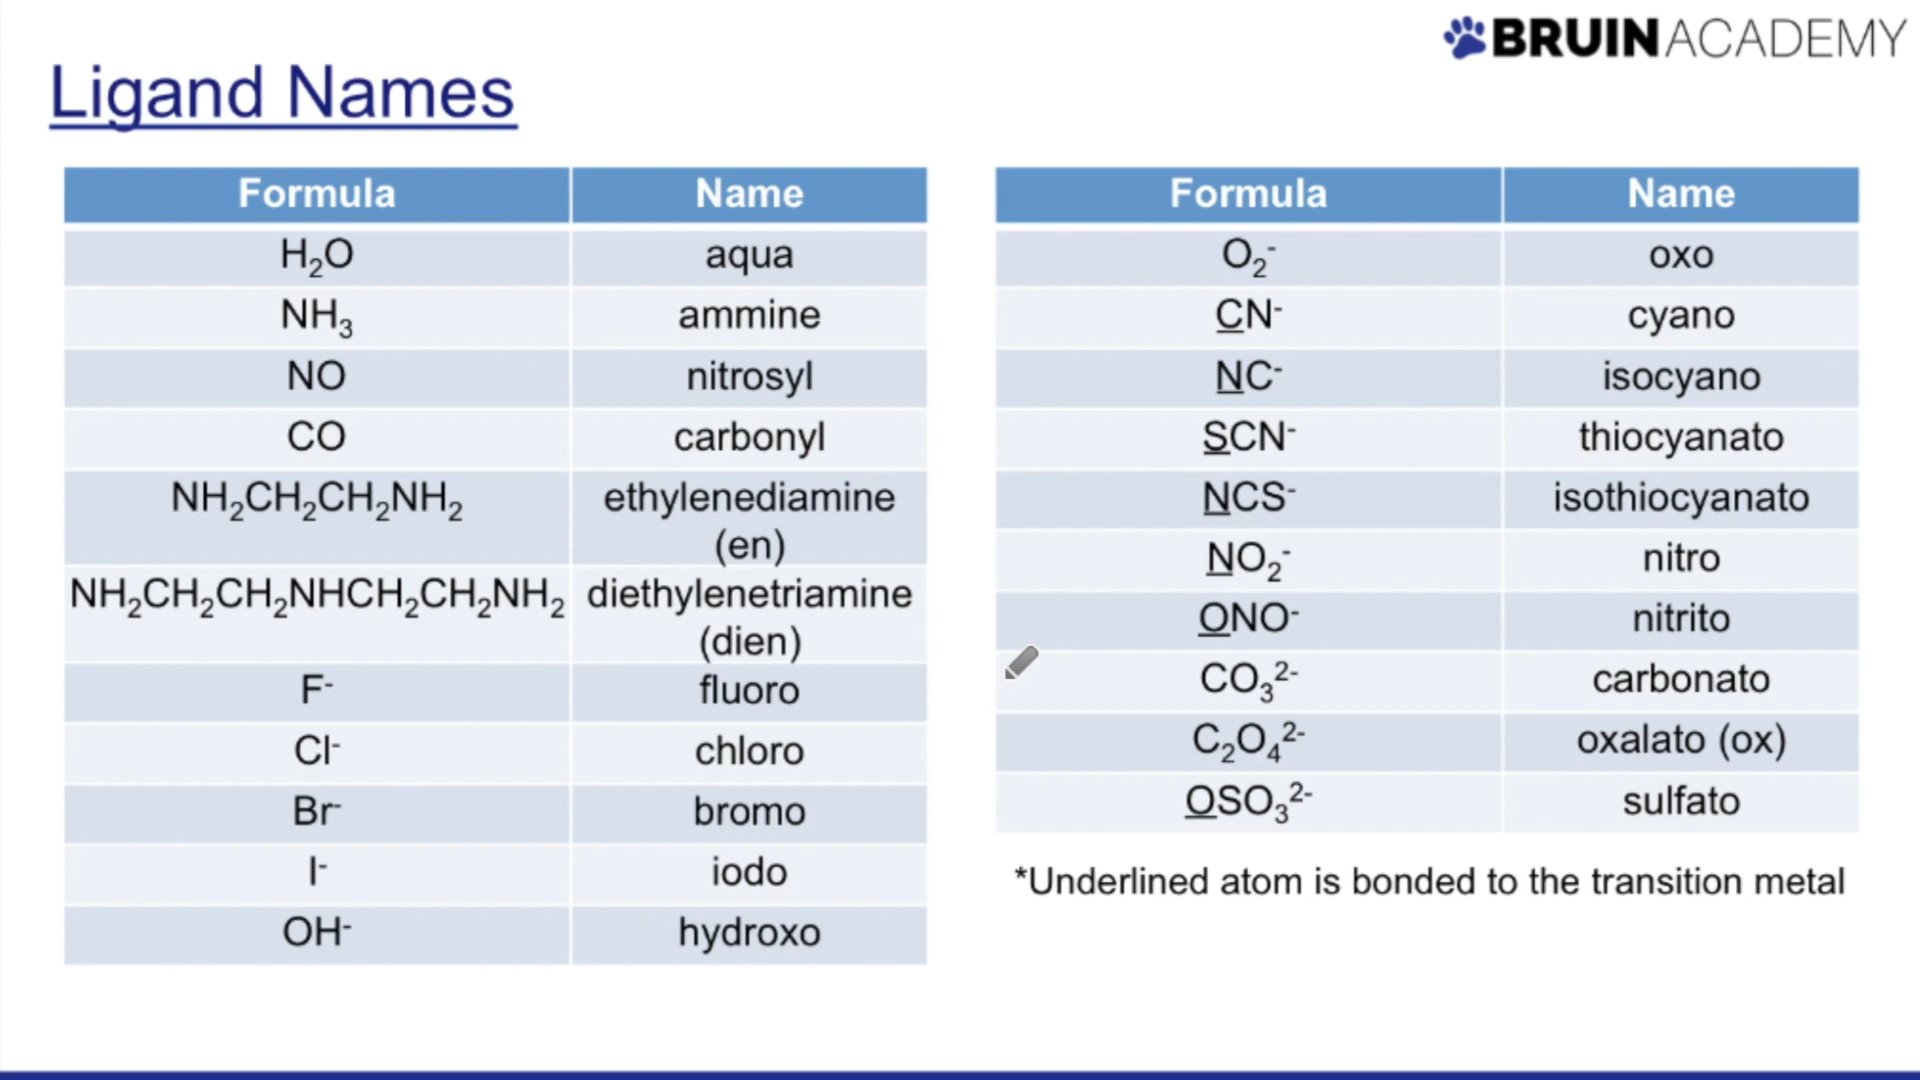 BRUIN ACADEMY
Ligand Names
Formula Name
H₂O aqua
NH₃ ammine
NO nitrosyl
CO carbonyl
NH₂CH₂CH₂NH₂ ethylenediamine
(en)
NH₂CH₂CH₂NHCH₂CH₂NH₂ diethylenetriamine
(dien)
F⁻ fluoro
Cl⁻ chloro
Br⁻ bromo
I⁻ iodo
OH⁻ hydroxo
Formula Name
O₂⁻ oxo
CN⁻ cyano
NC⁻ isocyano
SCN⁻ thiocyanato
NCS⁻ isothiocyanato
NO₂⁻ nitro
ONO⁻ nitrito
CO₃²⁻ carbonato
C₂O₄²⁻ oxalato (ox)
OSO₃²⁻ sulfato
*Underlined atom is bonded to the transition metal